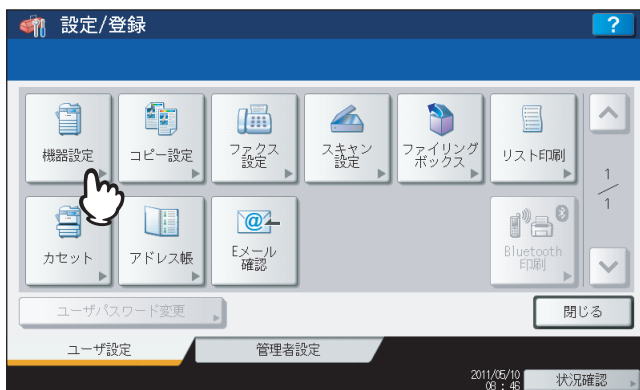 設定/登録
?
機器設定
コピー設定
ファクス
設定
スキャン
設定
ファイリング
ボックス
リスト印刷
1
1
カセット
アドレス帳
@
Eメール
確認
Bluetooth
印刷
ユーザパスワード変更
閉じる
ユーザ設定
管理者設定
2011/05/10
08 : 46
状況確認